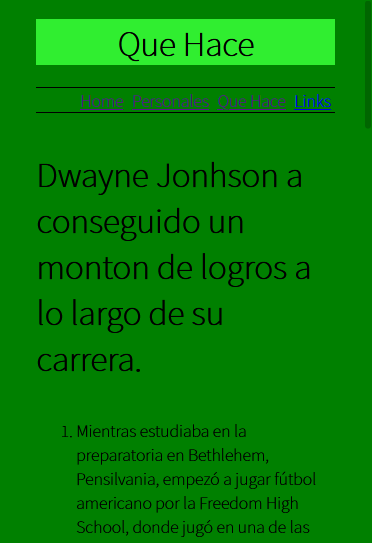 Que Hace
Home Personales Que Hace Links
Dwayne Jonhson a
conseguido un
monton de logros a
lo largo de su
carrera.
1. Mientras estudiaba en la
preparatoria en Bethlehem,
Pensilvania, empezó a jugar fútbol
americano por la Freedom High
School, donde jugó en una de las